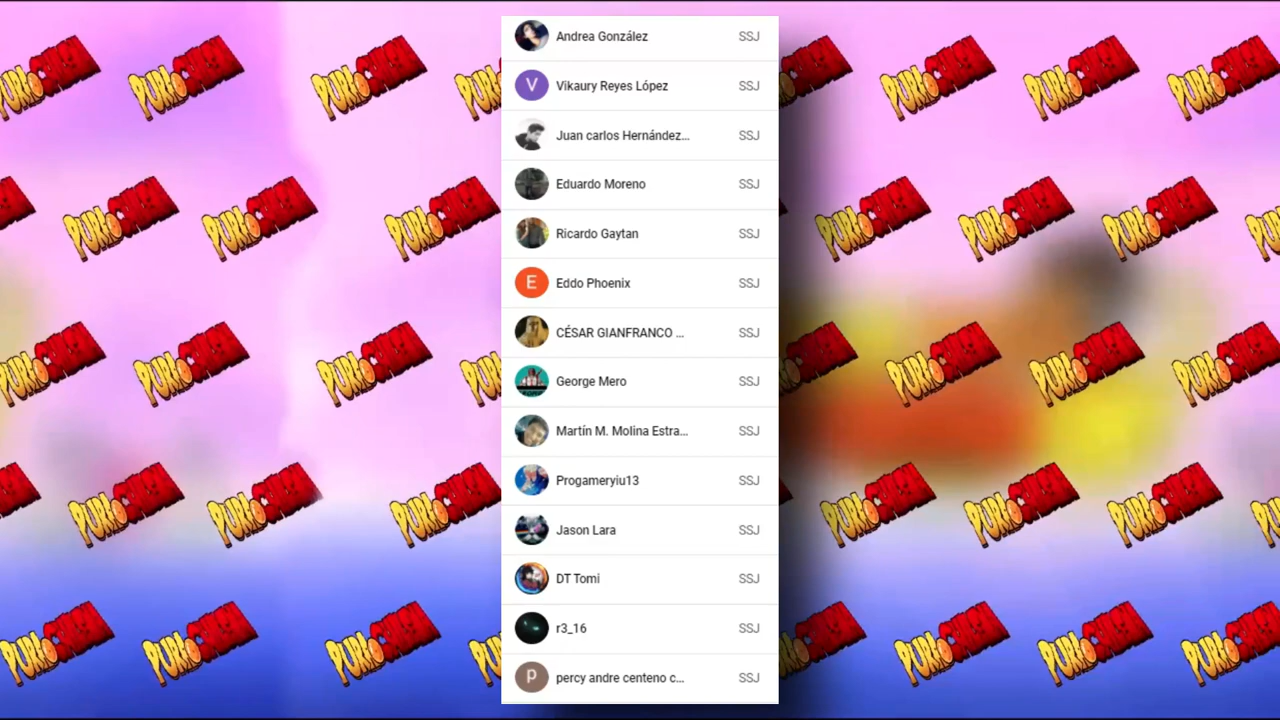 Andrea González SSJ
V Vikaury Reyes López SSJ
Juan carlos Hernández... SSJ
Eduardo Moreno SSJ
Ricardo Gaytan SSJ
E Eddo Phoenix SSJ
CÉSAR GIANFRANCO ... SSJ
George Mero SSJ
Martín M. Molina Estra... SSJ
Progameryiu13 SSJ
Jason Lara SSJ
DT Tomi SSJ
r3_16 SSJ
p percy andre centeno c... SSJ